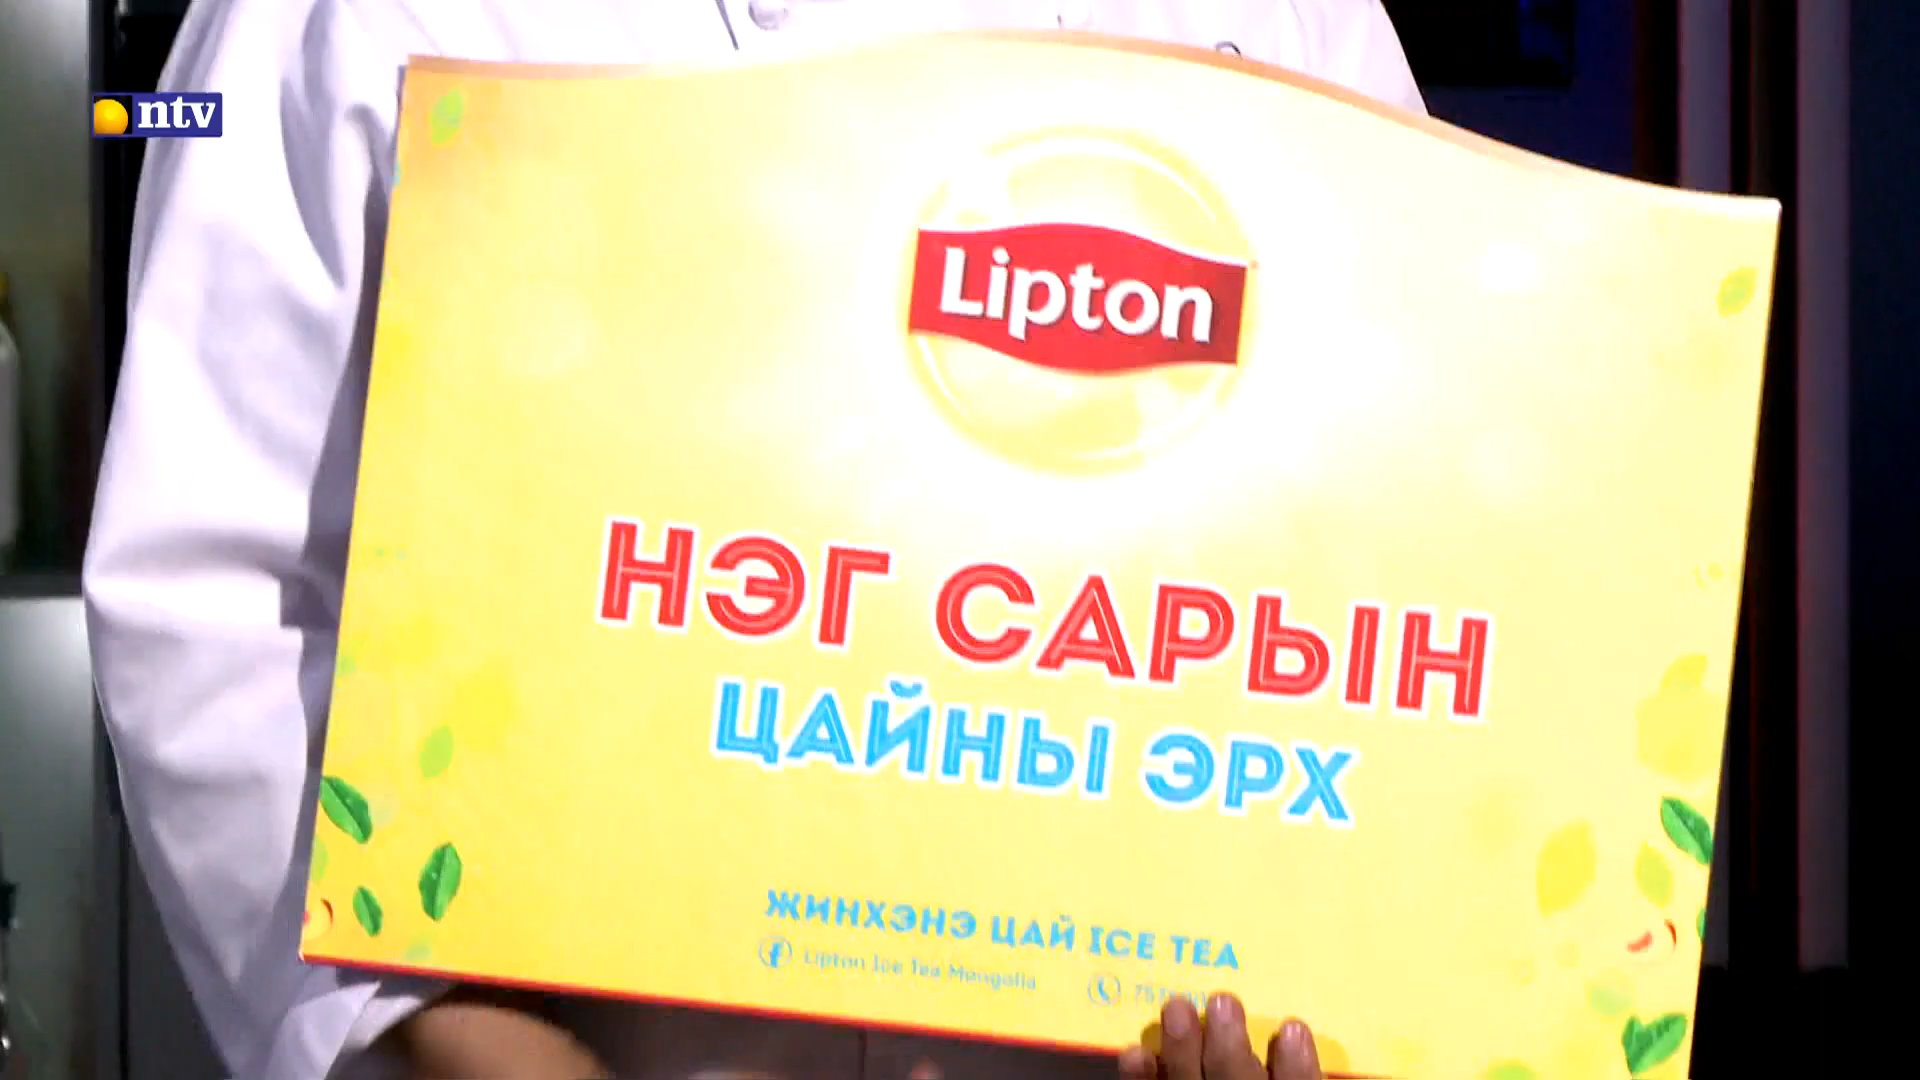 ntv
Lipton
НЭГ САРЫН
ЦАЙНЫ ЭРХ
ЖИНХЭНЭ ЦАЙ ICE TEA
Lipton Ice Tea Mongolia